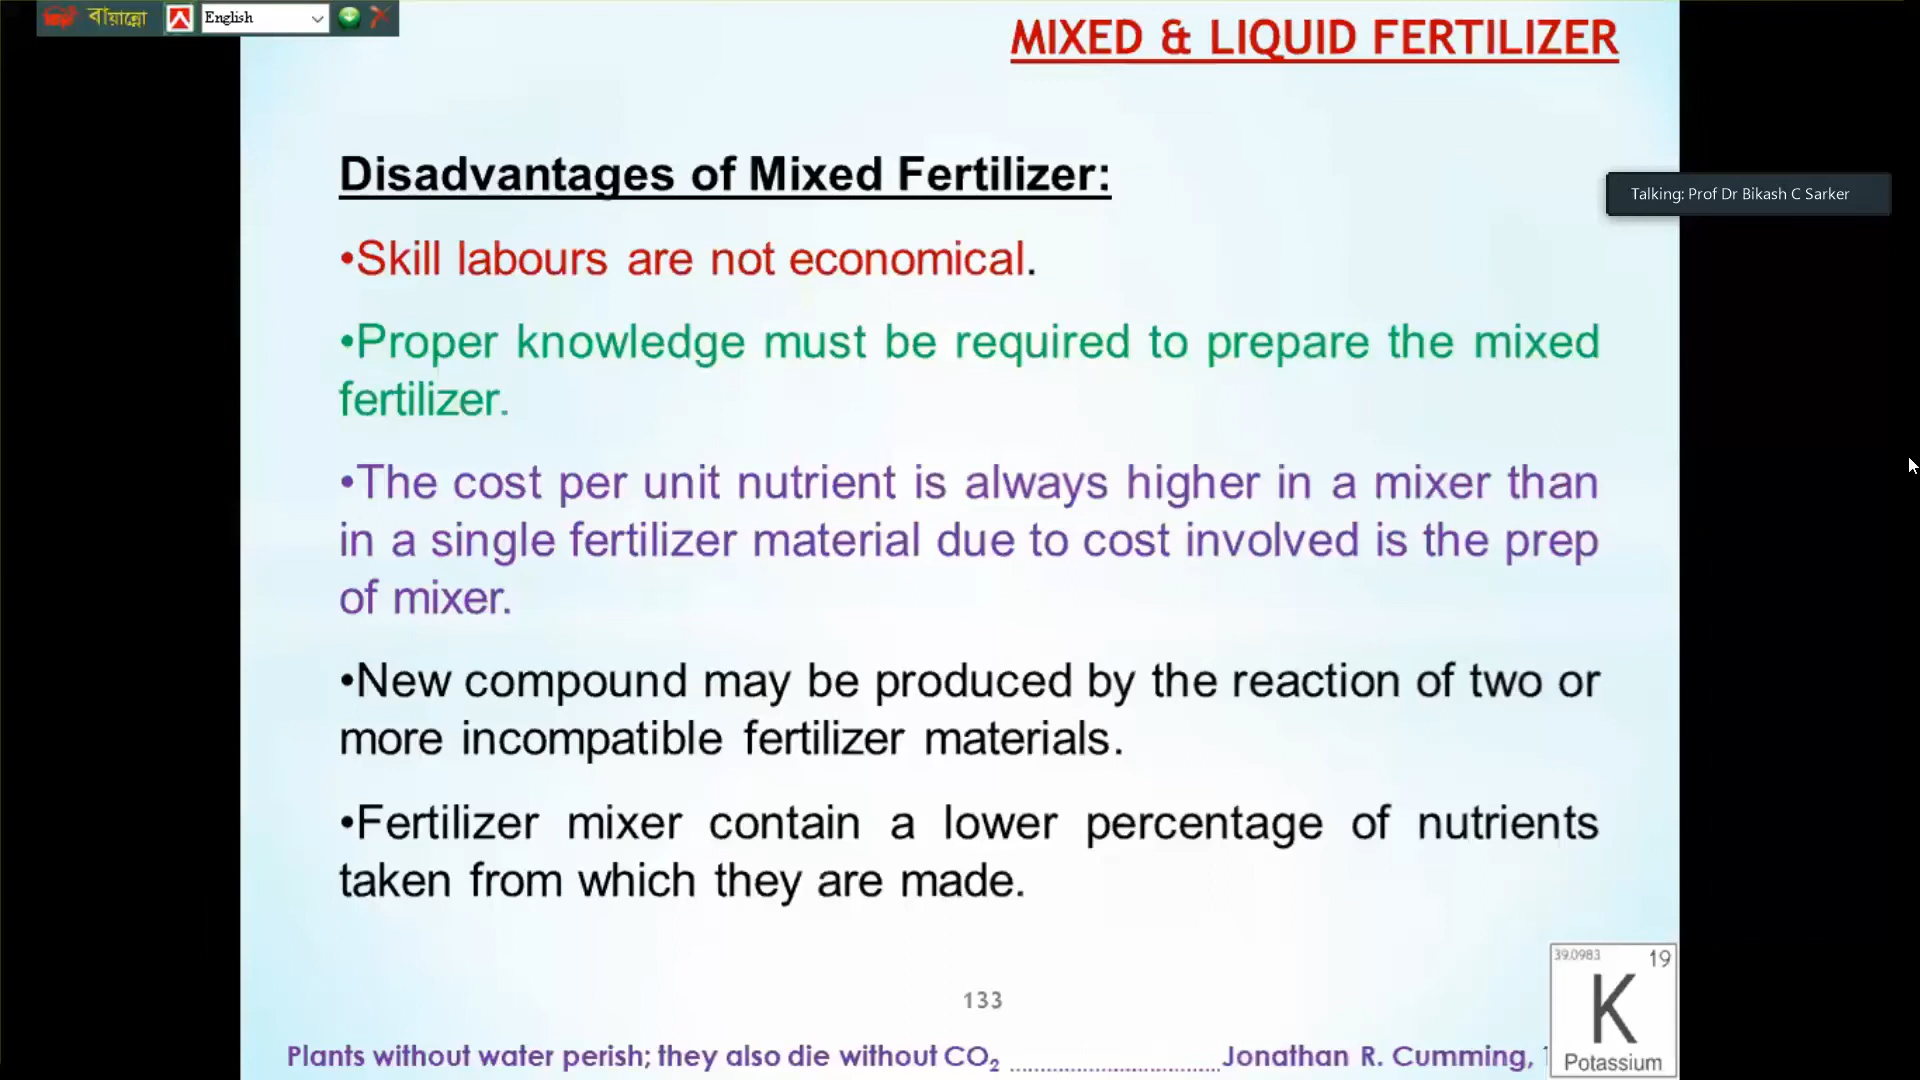 বায়ান্নো English
MIXED & LIQUID FERTILIZER
Disadvantages of Mixed Fertilizer:
Talking: Prof Dr Bikash C Sarker
•Skill labours are not economical.
•Proper knowledge must be required to prepare the mixed
fertilizer.
•The cost per unit nutrient is always higher in a mixer than
in a single fertilizer material due to cost involved is the prep
of mixer.
•New compound may be produced by the reaction of two or
more incompatible fertilizer materials.
•Fertilizer mixer contain a lower percentage of nutrients
taken from which they are made.
39.0983 19
K
Potassium
133
Plants without water perish; they also die without CO₂ ...................................Jonathan R. Cumming,